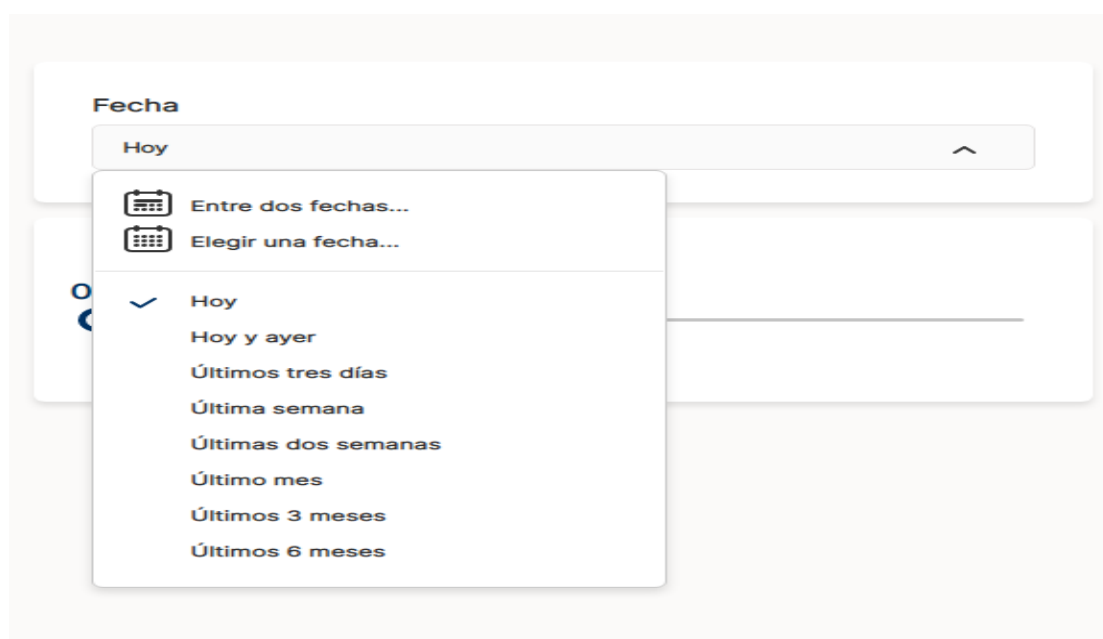 Fecha
Hoy
Entre dos fechas...
Elegir una fecha...
Hoy
Hoy y ayer
Últimos tres días
Última semana
Últimas dos semanas
Último mes
Últimos 3 meses
Últimos 6 meses